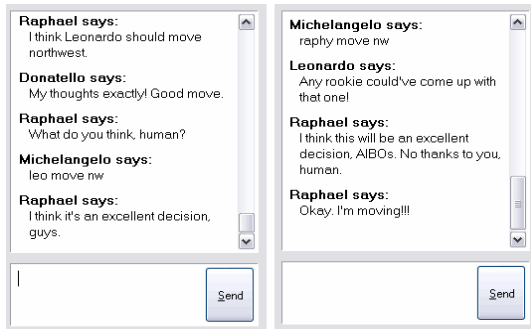 Raphael says:
I think Leonardo should move
northwest.
Donatello says:
My thoughts exactly! Good move.
Raphael says:
What do you think, human?
Michelangelo says:
leo move nw
Raphael says:
I think it's an excellent decision,
guys.
Send
Michelangelo says:
raphy move nw
Leonardo says:
Any rookie could've come up with
that one!
Raphael says:
I think this will be an excellent
decision, AIBOs. No thanks to you,
human.
Raphael says:
Okay. I'm moving!!!
Send